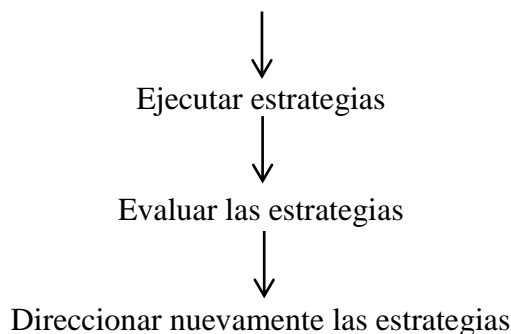 Ejecutar estrategias
Evaluar las estrategias
Direccionar nuevamente las estrategias